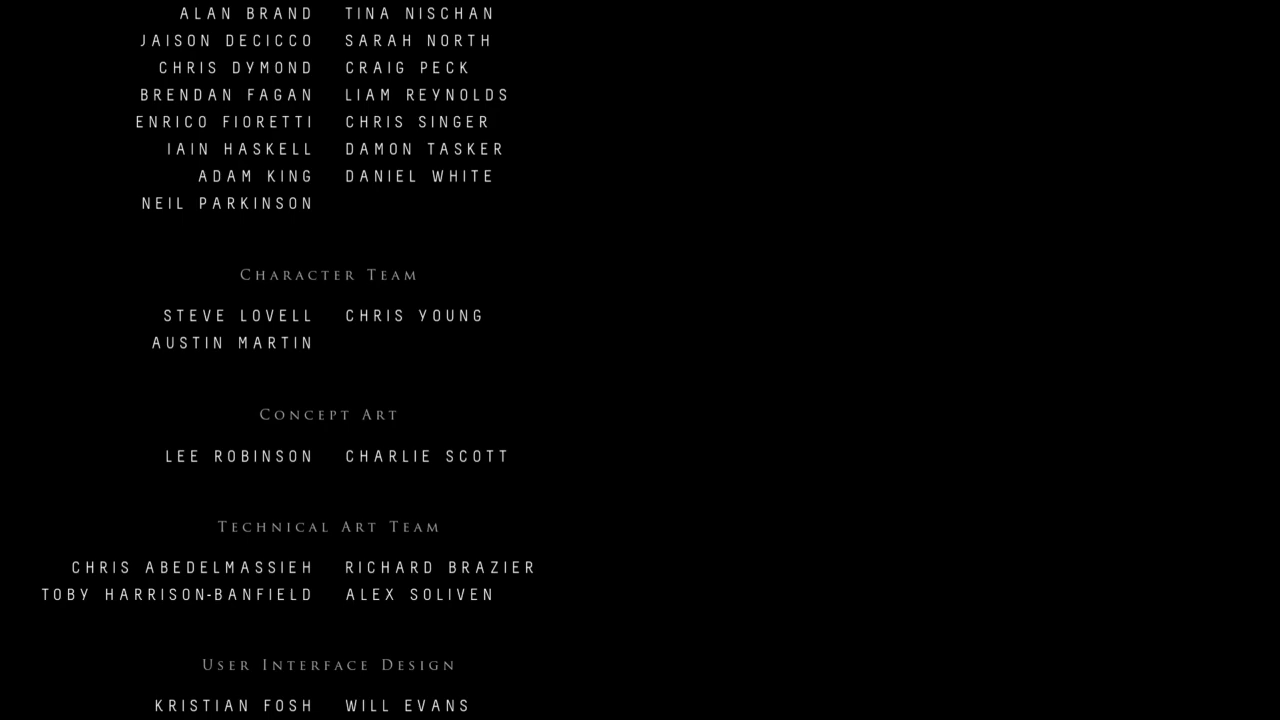 ALAN BRAND TINA NISCHAN
JAISON DECICCO SARAH NORTH
CHRIS DYMOND CRAIG PECK
BRENDAN FAGAN LIAM REYNOLDS
ENRICO FIORETTI CHRIS SINGER
IAIN HASKELL DAMON TASKER
ADAM KING DANIEL WHITE
NEIL PARKINSON
CHARACTER TEAM
STEVE LOVELL CHRIS YOUNG
AUSTIN MARTIN
CONCEPT ART
LEE ROBINSON CHARLIE SCOTT
TECHNICAL ART TEAM
CHRIS ABEDELMASSIEH RICHARD BRAZIER
TOBY HARRISON-BANFIELD ALEX SOLIVEN
USER INTERFACE DESIGN
KRISTIAN FOSH WILL EVANS